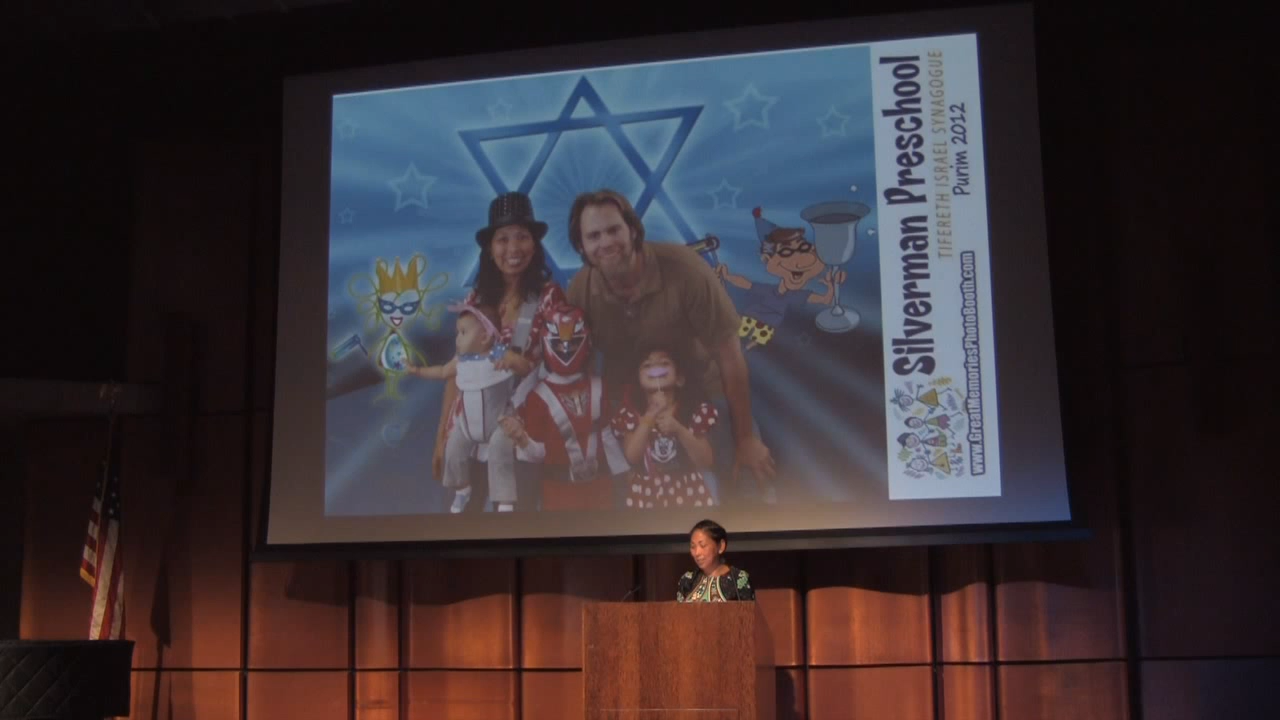 Silverman Preschool
TIFERETH ISRAEL SYNAGOGUE
Purim 2012
www.GreatMemoriesPhotoBooth.com